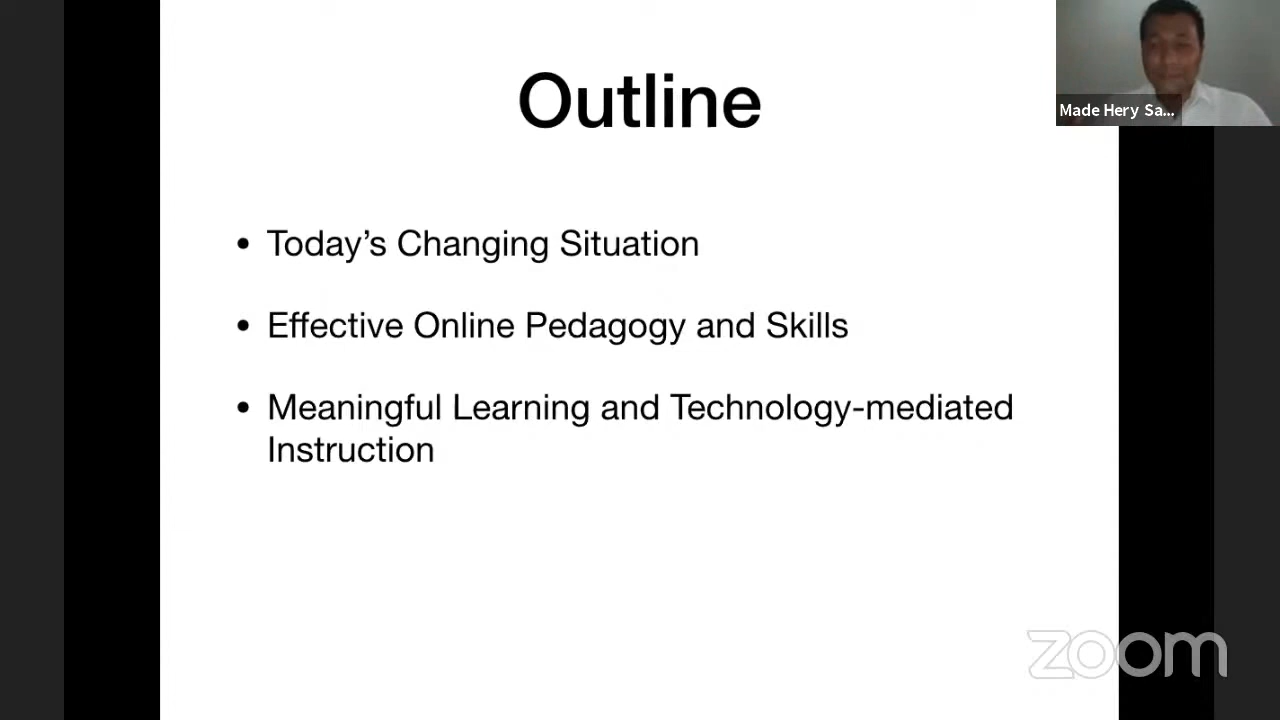 Outline
Made Hery Sa...
• Today’s Changing Situation
• Effective Online Pedagogy and Skills
• Meaningful Learning and Technology-mediated
Instruction
zoom